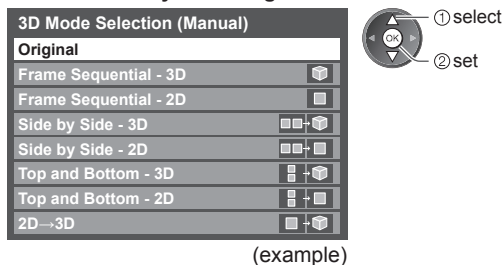 3D Mode Selection (Manual)
Original
Frame Sequential - 3D
Frame Sequential - 2D
Side by Side - 3D
Side by Side - 2D
Top and Bottom - 3D
Top and Bottom - 2D
2D→3D
(example)
OK
①select
②set